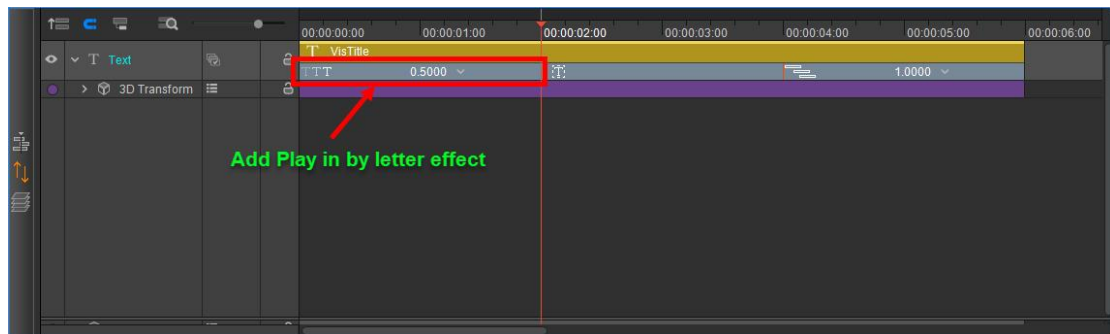 00:00:00:00 00:00:01:00 00:00:02:00 00:00:03:00 00:00:04:00 00:00:05:00 00:00:06:00
T VisTitle
T Text
TTT 0.5000 T 1.0000
3D Transform
Add Play in by letter effect